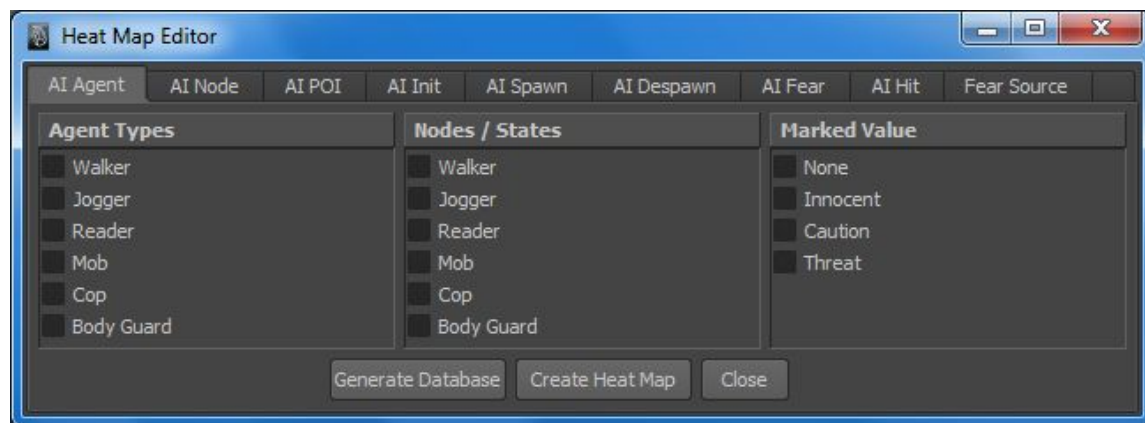 Heat Map Editor
AI Agent AI Node AI POI AI Init AI Spawn AI Despawn AI Fear AI Hit Fear Source
Agent Types Nodes / States Marked Value
Walker Walker None
Jogger Jogger Innocent
Reader Reader Caution
Mob Mob Threat
Cop Cop
Body Guard Body Guard
Generate Database Create Heat Map Close